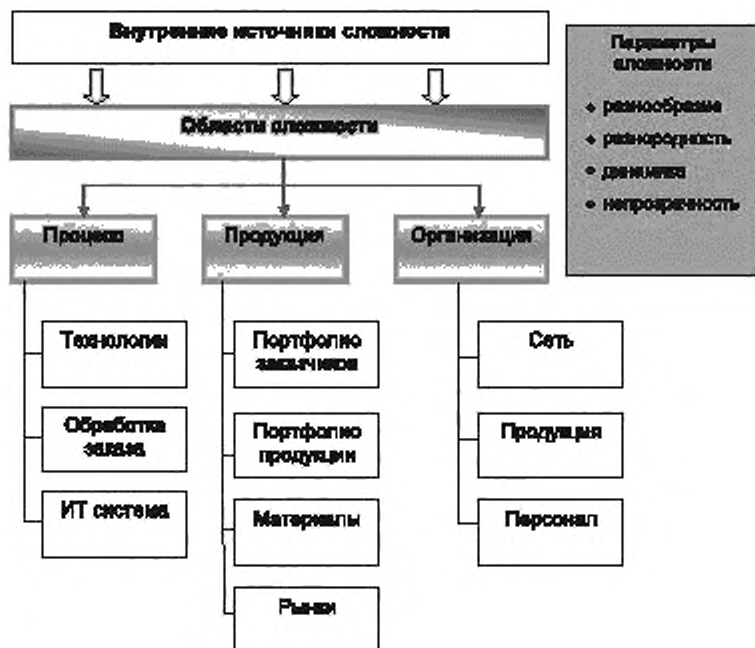 Внутренние источники сложности
Области сложности
Параметры
сложности
разнообразие
разнородность
динамика
непрозрачность
Процесс
Продукция
Организация
Технологии
Обработка
заказа
ИТ система
Портфолио
заказчиков
Портфолио
продукции
Материалы
Рынки
Сеть
Продукция
Персонал